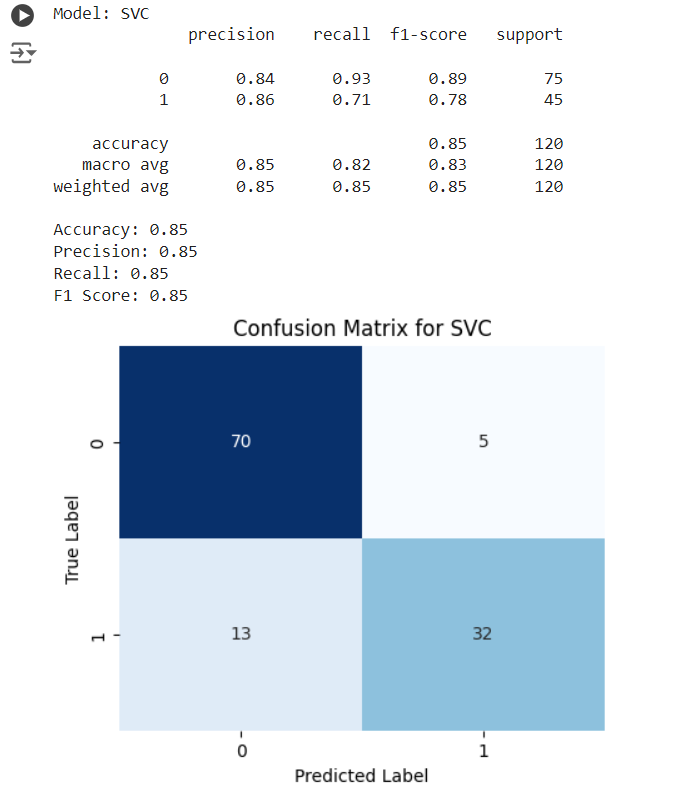 Model: SVC
precision recall f1-score support
0 0.84 0.93 0.89 75
1 0.86 0.71 0.78 45
accuracy 0.85 120
macro avg 0.85 0.82 0.83 120
weighted avg 0.85 0.85 0.85 120
Accuracy: 0.85
Precision: 0.85
Recall: 0.85
F1 Score: 0.85
Confusion Matrix for SVC
0 70 5
True Label
1 13 32
0 1
Predicted Label